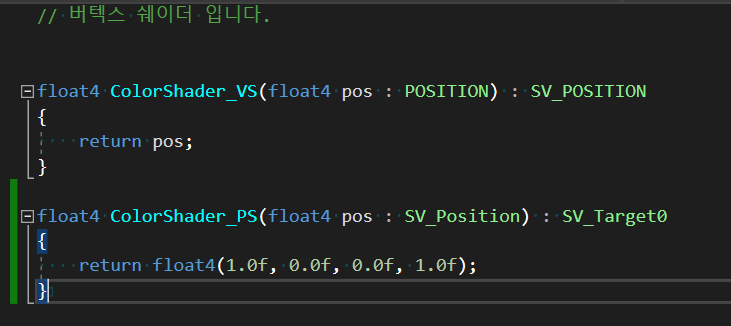 // 버텍스 쉐이더 입니다.
float4 ColorShader_VS(float4 pos : POSITION) : SV_POSITION
{
return pos;
}
float4 ColorShader_PS(float4 pos : SV_Position) : SV_Target0
{
return float4(1.0f, 0.0f, 0.0f, 1.0f);
}